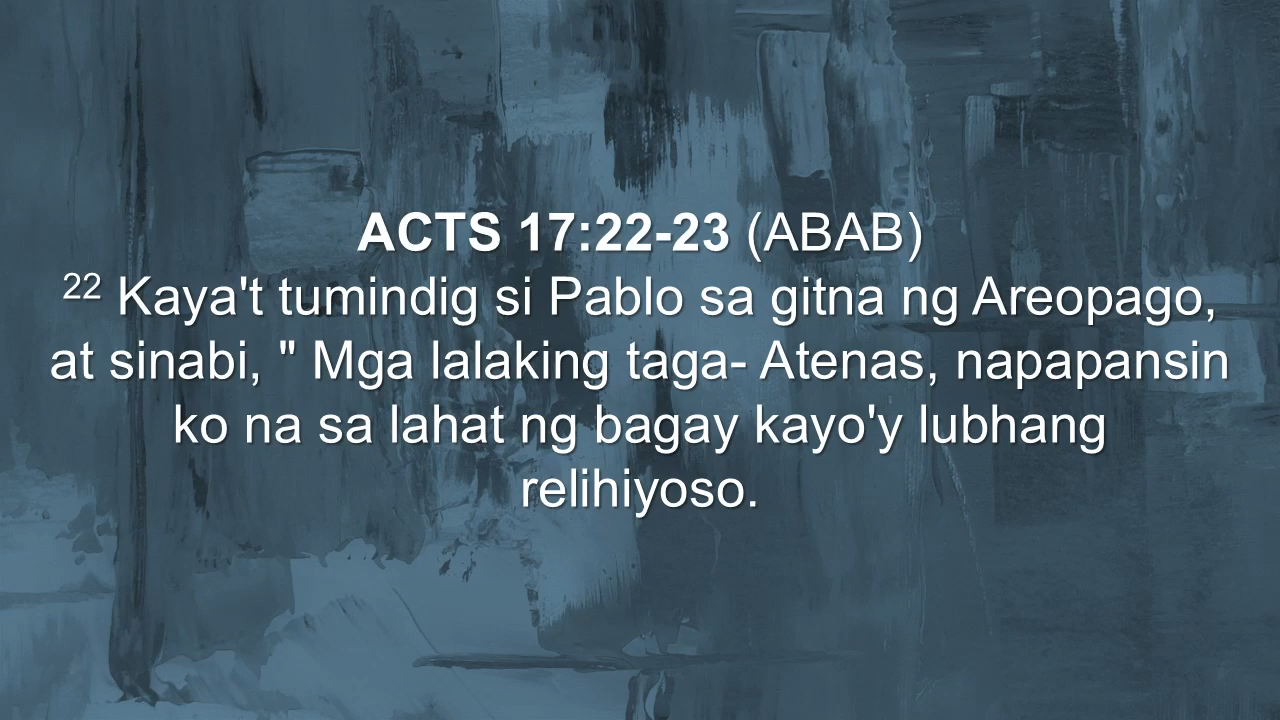 ACTS 17:22-23 (ABAB)
22 Kaya't tumindig si Pablo sa gitna ng Areopago,
at sinabi, " Mga lalaking taga- Atenas, napapansin
ko na sa lahat ng bagay kayo'y lubhang
relihiyoso.